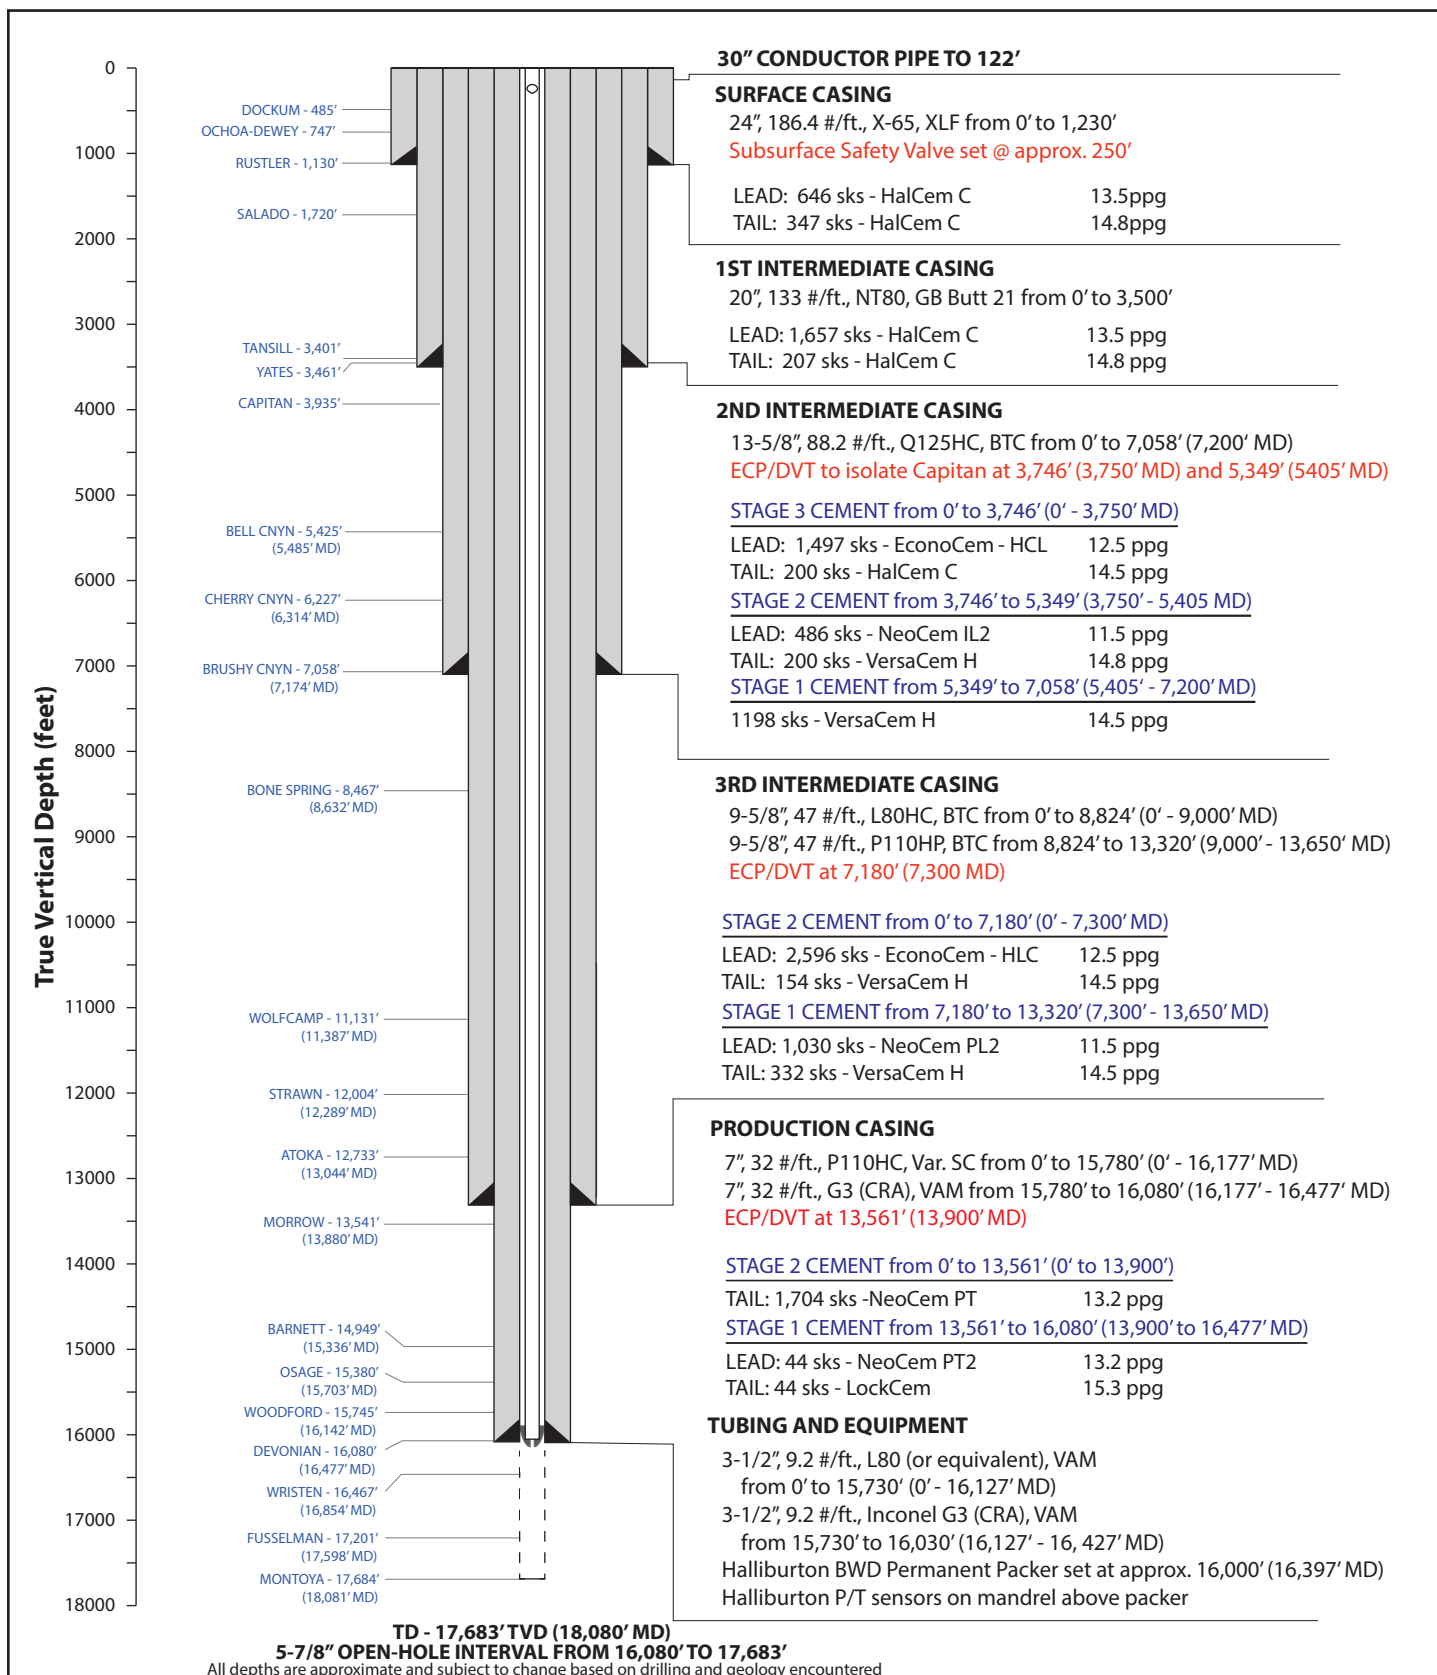 0
1000
2000
3000
4000
5000
6000
7000
8000
9000
10000
11000
12000
13000
14000
15000
16000
17000
18000
True Vertical Depth (feet)
DOCKUM - 485’
OCHOA-DEWEY - 747’
RUSTLER - 1,130’
SALADO - 1,720’
TANSILL - 3,401’
YATES - 3,461’
CAPITAN - 3,935’
BELL CNYN - 5,425’
(5,485’ MD)
CHERRY CNYN - 6,227’
(6,314’ MD)
BRUSHY CNYN - 7,058’
(7,174’ MD)
BONE SPRING - 8,467’
(8,632’ MD)
WOLFCAMP - 11,131’
(11,387’ MD)
STRAWN - 12,004’
(12,289’ MD)
ATOKA - 12,733’
(13,044’ MD)
MORROW - 13,541’
(13,880’ MD)
BARNETT - 14,949’
(15,336’ MD)
OSAGE - 15,380’
(15,703’ MD)
WOODFORD - 15,745’
(16,142’ MD)
DEVONIAN - 16,080’
(16,477’ MD)
WRISTEN - 16,467’
(16,854’ MD)
FUSSELMAN - 17,201’
(17,598’ MD)
MONTOYA - 17,684’
(18,081’ MD)
30” CONDUCTOR PIPE TO 122’
SURFACE CASING
24”, 186.4 #/ft., X-65, XLF from 0’ to 1,230’
Subsurface Safety Valve set @ approx. 250’
LEAD: 646 sks - HalCem C 13.5ppg
TAIL: 347 sks - HalCem C 14.8ppg
1ST INTERMEDIATE CASING
20”, 133 #/ft., NT80, GB Butt 21 from 0’ to 3,500’
LEAD: 1,657 sks - HalCem C 13.5 ppg
TAIL: 207 sks - HalCem C 14.8 ppg
2ND INTERMEDIATE CASING
13-5/8”, 88.2 #/ft., Q125HC, BTC from 0’ to 7,058’ (7,200‘ MD)
ECP/DVT to isolate Capitan at 3,746’ (3,750’ MD) and 5,349’ (5405’ MD)
STAGE 3 CEMENT from 0’ to 3,746’ (0‘ - 3,750’ MD)
LEAD: 1,497 sks - EconoCem - HCL 12.5 ppg
TAIL: 200 sks - HalCem C 14.5 ppg
STAGE 2 CEMENT from 3,746’ to 5,349’ (3,750’ - 5,405 MD)
LEAD: 486 sks - NeoCem IL2 11.5 ppg
TAIL: 200 sks - VersaCem H 14.8 ppg
STAGE 1 CEMENT from 5,349’ to 7,058’ (5,405‘ - 7,200’ MD)
1198 sks - VersaCem H 14.5 ppg
3RD INTERMEDIATE CASING
9-5/8”, 47 #/ft., L80HC, BTC from 0’ to 8,824’ (0‘ - 9,000’ MD)
9-5/8”, 47 #/ft., P110HP, BTC from 8,824’ to 13,320’ (9,000’ - 13,650‘ MD)
ECP/DVT at 7,180’ (7,300 MD)
STAGE 2 CEMENT from 0’ to 7,180’ (0’ - 7,300’ MD)
LEAD: 2,596 sks - EconoCem - HLC 12.5 ppg
TAIL: 154 sks - VersaCem H 14.5 ppg
STAGE 1 CEMENT from 7,180’ to 13,320’ (7,300’ - 13,650’ MD)
LEAD: 1,030 sks - NeoCem PL2 11.5 ppg
TAIL: 332 sks - VersaCem H 14.5 ppg
PRODUCTION CASING
7”, 32 #/ft., P110HC, Var. SC from 0’ to 15,780’ (0‘ - 16,177’ MD)
7”, 32 #/ft., G3 (CRA), VAM from 15,780’ to 16,080’ (16,177’ - 16,477‘ MD)
ECP/DVT at 13,561’ (13,900’ MD)
STAGE 2 CEMENT from 0’ to 13,561’ (0‘ to 13,900’)
TAIL: 1,704 sks -NeoCem PT 13.2 ppg
STAGE 1 CEMENT from 13,561’ to 16,080’ (13,900’ to 16,477’ MD)
LEAD: 44 sks - NeoCem PT2 13.2 ppg
TAIL: 44 sks - LockCem 15.3 ppg
TUBING AND EQUIPMENT
3-1/2”, 9.2 #/ft., L80 (or equivalent), VAM
from 0’ to 15,730‘ (0’ - 16,127’ MD)
3-1/2”, 9.2 #/ft., Inconel G3 (CRA), VAM
from 15,730’ to 16,030’ (16,127‘ - 16, 427’ MD)
Halliburton BWD Permanent Packer set at approx. 16,000’ (16,397’ MD)
Halliburton P/T sensors on mandrel above packer
TD - 17,683’ TVD (18,080’ MD)
5-7/8” OPEN-HOLE INTERVAL FROM 16,080’ TO 17,683’
All depths are approximate and subject to change based on drilling and geology encountered